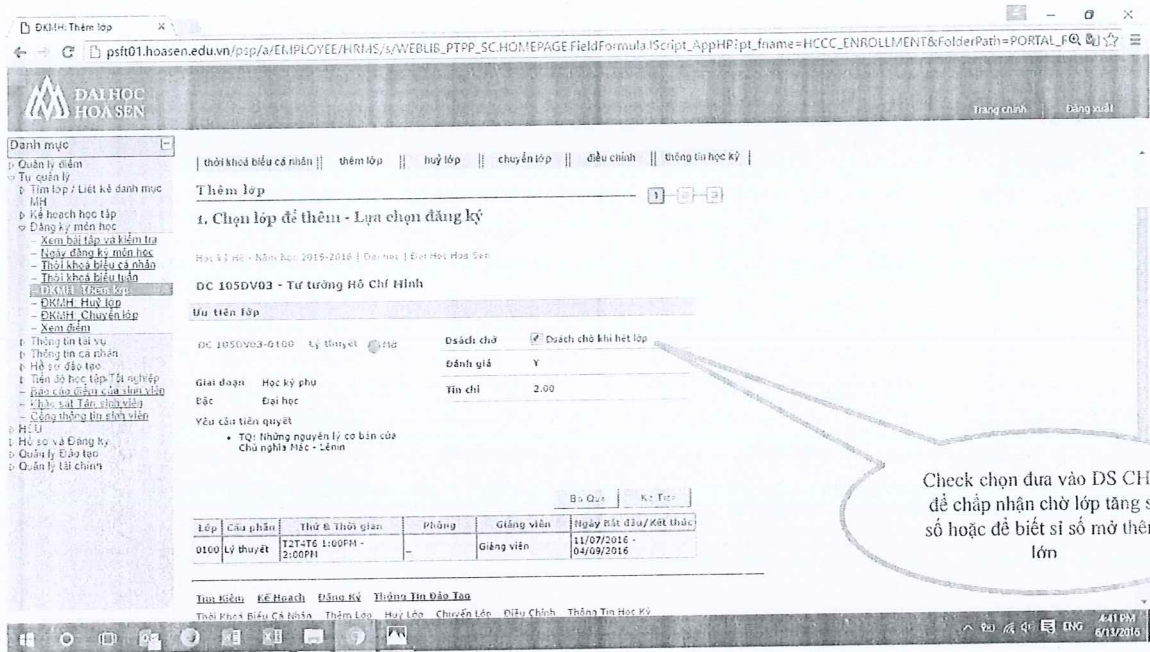 ĐKMH: Thêm lớp
psft01.hoasen.edu.vn/psp/a/EMPLOYEE/HRMS/s/WEBLIB_PTPP_SC.HOMEPAGE.FieldFormula.IScript_AppHP?pt_fname=HCCC_ENROLLMENT&FolderPath=PORTAL_
ĐẠI HỌC
HOA SEN
Trang chính Đăng xuất
Danh mục
Quản lý điểm
Tự quản lý
Tìm lớp / Liệt kê danh mục
MH
Kế hoạch học tập
Đăng ký môn học
– Xem bài tập và kiểm tra
– Ngày đăng ký môn học
– Thời khoá biểu cá nhân
– Thời khoá biểu tuần
– ĐKMH: Thêm lớp
– ĐKMH: Huỷ lớp
– ĐKMH: Chuyển lớp
– Xem điểm
Thông tin tài vụ
Thông tin cá nhân
Hồ sơ đào tạo
Tiến độ học tập/Tốt nghiệp
– Báo cáo điểm của sinh viên
– Khảo sát Tân sinh viên
– Cổng thông tin sinh viên
HSU
Hồ sơ và Đăng ký
Quản lý Đào tạo
Quản lý tài chính
thời khoá biểu cá nhân || thêm lớp || huỷ lớp || chuyển lớp || điều chỉnh || thông tin học kỳ
Thêm lớp
1 2 3
1. Chọn lớp để thêm - Lựa chọn đăng ký
Học kỳ Hè - Năm học 2015-2016 | Đại học | Đại Học Hoa Sen
DC 105DV03 - Tư tưởng Hồ Chí Minh
Ưu tiên lớp
DC 105DV03-0100 Lý thuyết Mở
Dsách chờ Dsách chờ khi hết lớp
Đánh giá Y
Tín chỉ 2.00
Giai đoạn Học kỳ phụ
Bậc Đại học
Yêu cầu tiên quyết
• TQ: Những nguyên lý cơ bản của
Chủ nghĩa Mác - Lênin
Bỏ Qua Kế Tiếp
Lớp Cấu phần Thứ & Thời gian Phòng Giảng viên Ngày Bắt đầu/Kết thúc
0100 Lý thuyết T2T4T6 1:00PM -
2:00PM
_ Giảng viên 11/07/2016 -
04/09/2016
Check chọn đưa vào DS CH
để chấp nhận chờ lớp tăng s
số hoặc để biết sỉ số mở thêm
lớn
Tìm Kiếm Kế Hoạch Đăng Ký Thông Tin Đào Tạo
Thời Khoá Biểu Cá Nhân Thêm Lớp Huỷ Lớp Chuyển Lớp Điều Chỉnh Thông Tin Học Kỳ
ENG
4:41 PM
6/13/2016